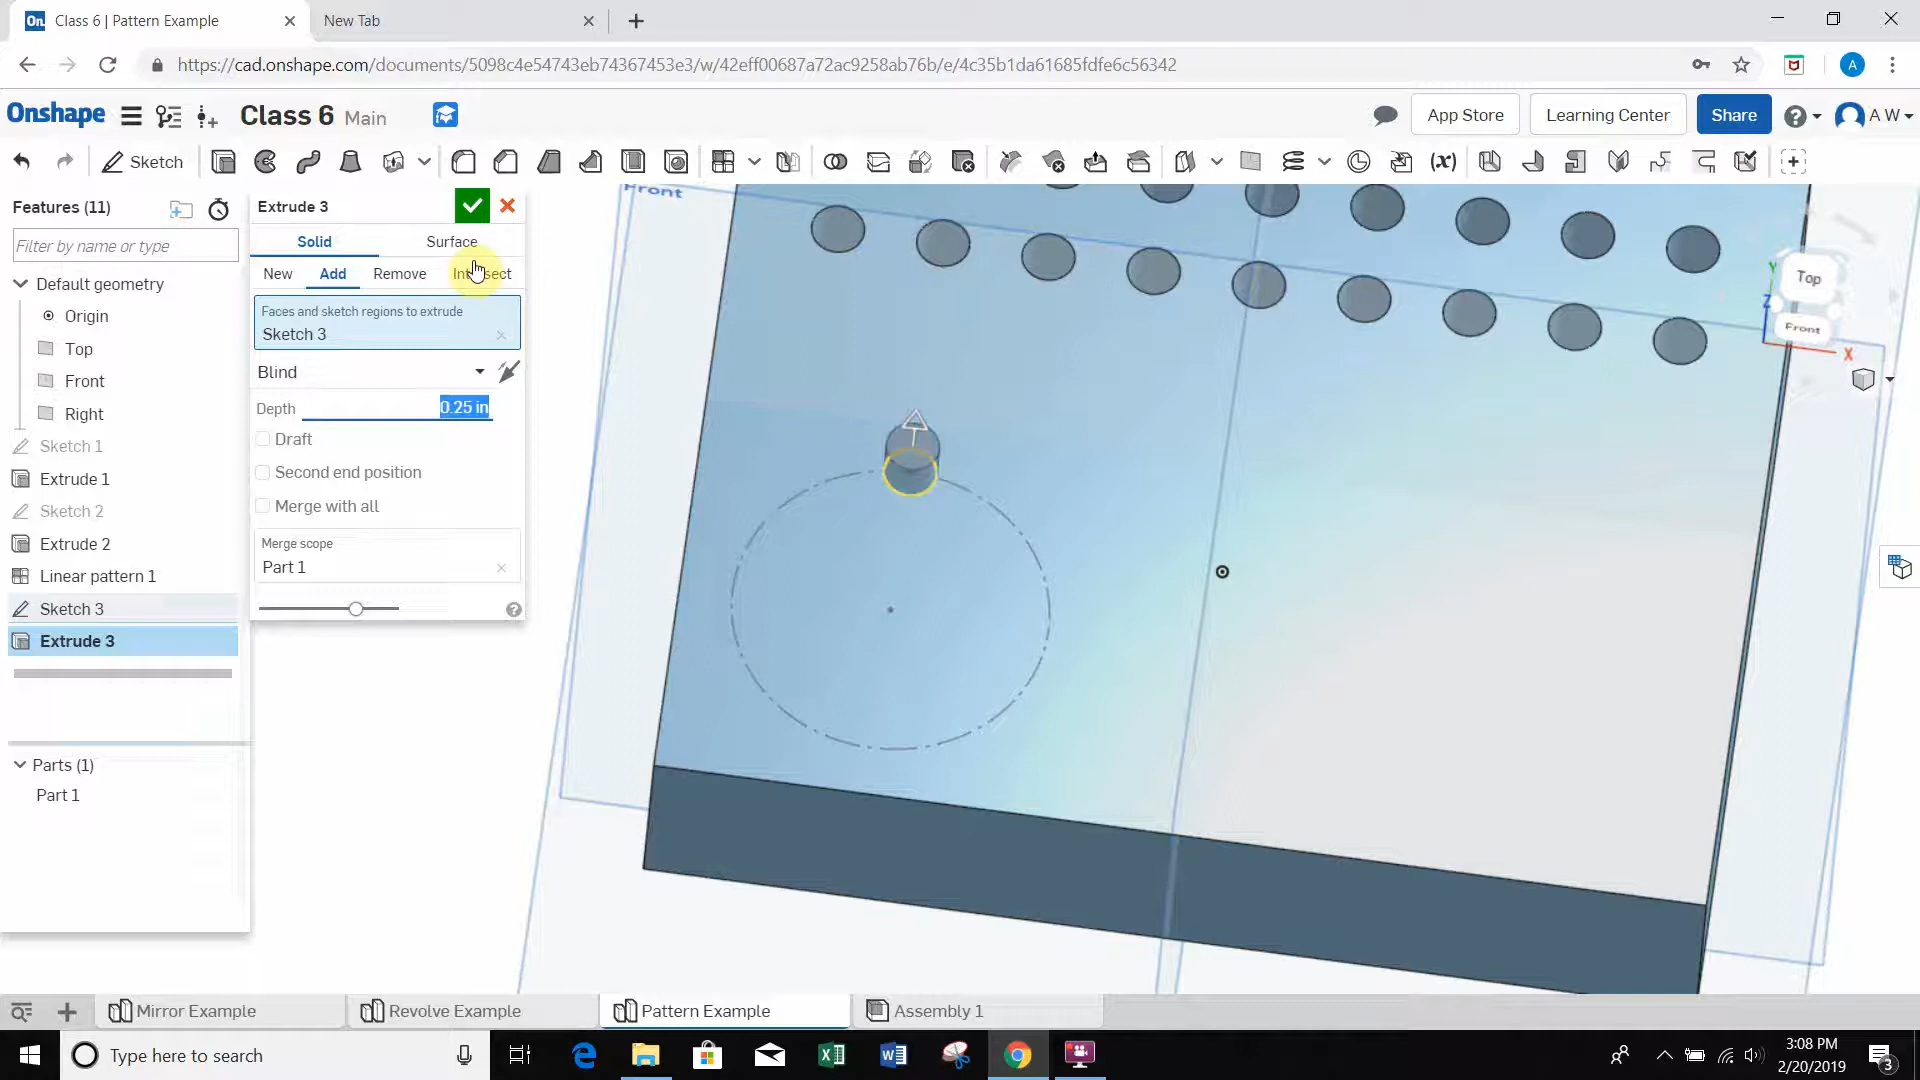 On Class 6 | Pattern Example
New Tab
https://cad.onshape.com/documents/5098c4e54743eb74367453e3/w/42eff00687a72ac9258ab76b/e/4c35b1da61685fdfe6c56342
A
Onshape
Class 6 Main
App Store
Learning Center
Share
A W
Sketch
(x)
Features (11)
Filter by name or type
Default geometry
Origin
Top
Front
Right
Sketch 1
Extrude 1
Sketch 2
Extrude 2
Linear pattern 1
Sketch 3
Extrude 3
Parts (1)
Part 1
Extrude 3
Solid
Surface
New
Add
Remove
Intersect
Faces and sketch regions to extrude
Sketch 3
Blind
Depth
0.25 in
Draft
Second end position
Merge with all
Merge scope
Part 1
Front
Top
Front
Y
Z
X
Mirror Example
Revolve Example
Pattern Example
Assembly 1
Type here to search
3:08 PM
2/20/2019
3